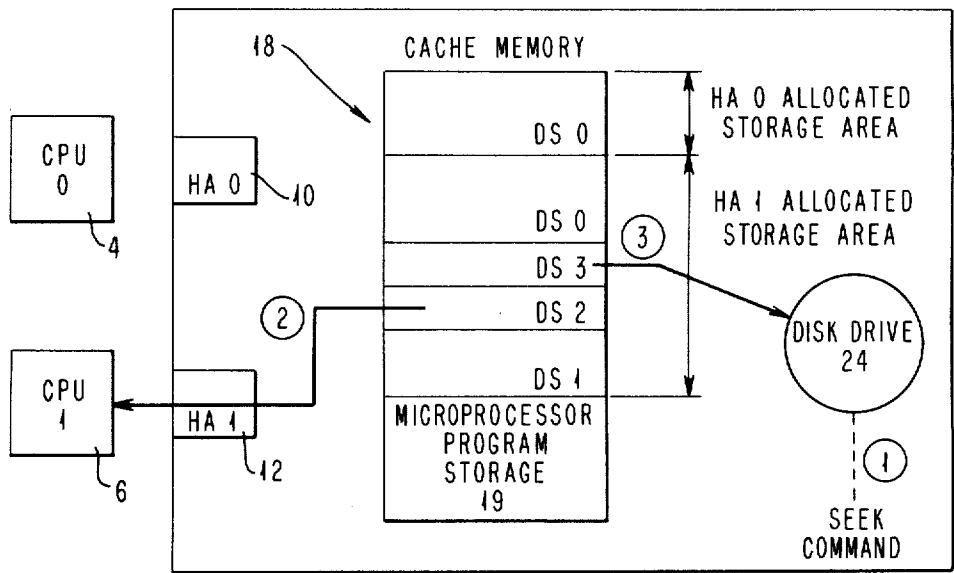 18
CACHE MEMORY
HA 0 ALLOCATED
STORAGE AREA
DS 0
CPU
0
HA 0
10
4
HA 1 ALLOCATED
STORAGE AREA
DS 0
3
DS 3
2
DS 2
DISK DRIVE
24
CPU
1
DS 1
HA 1
12
6
MICROPROCESSOR
PROGRAM
STORAGE
19
1
SEEK
COMMAND